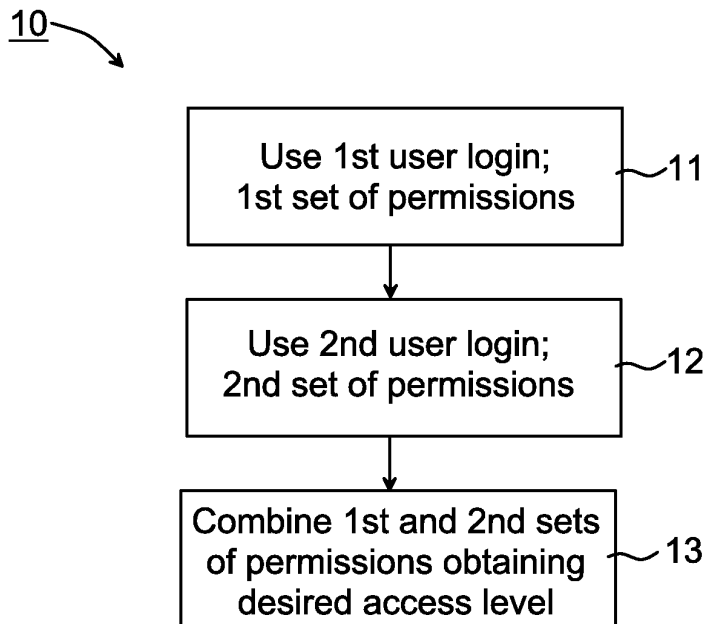 10
Use 1st user login;
1st set of permissions
11
Use 2nd user login;
2nd set of permissions
12
Combine 1st and 2nd sets
of permissions obtaining
desired access level
13